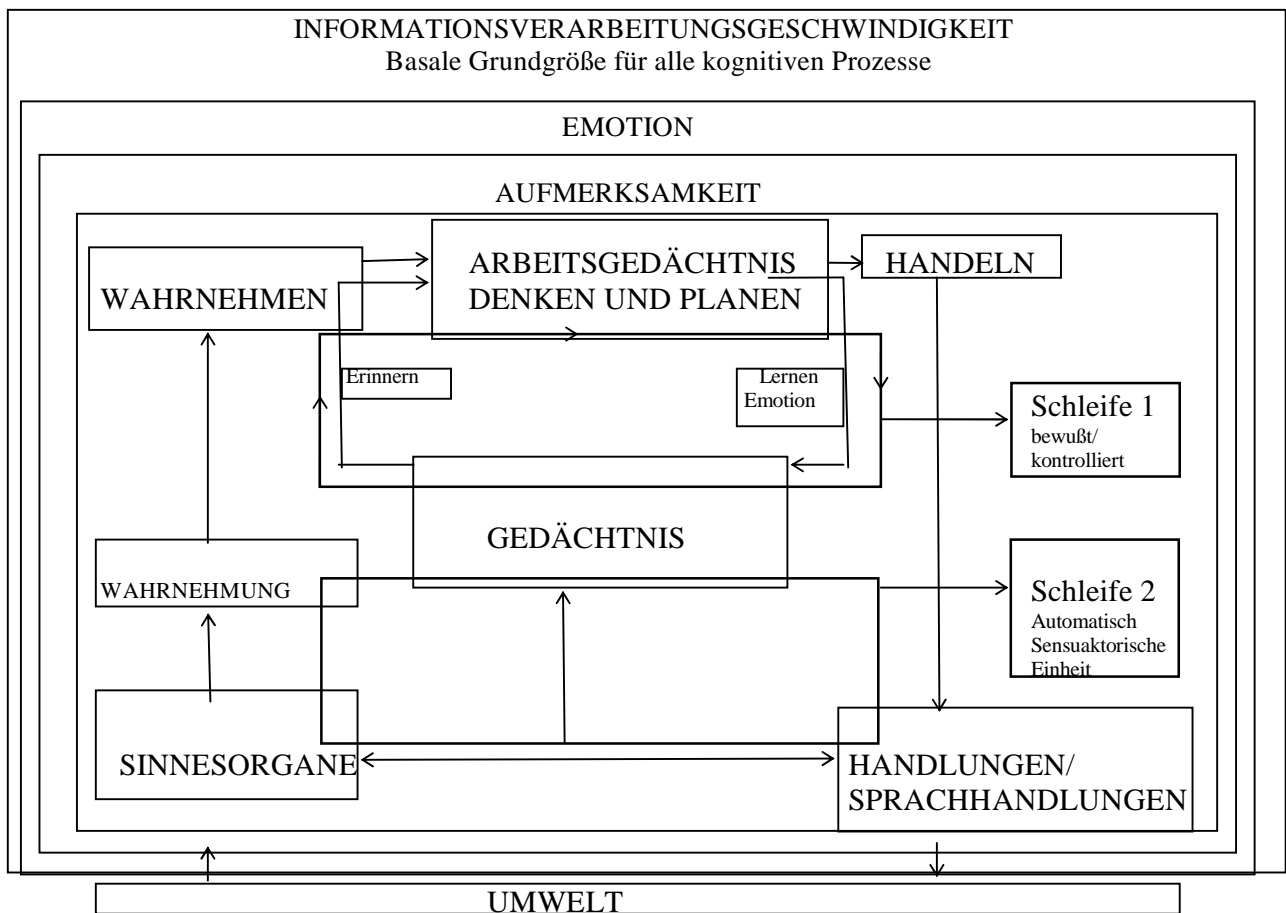 INFORMATIONSVERARBEITUNGSGESCHWINDIGKEIT
Basale Grundgröße für alle kognitiven Prozesse
EMOTION
AUFMERKSAMKEIT
WAHRNEHMEN
ARBEITSGEDÄCHTNIS
DENKEN UND PLANEN
HANDELN
Erinnern
Lernen
Emotion
Schleife 1
bewußt/
kontrolliert
GEDÄCHTNIS
WAHRNEHMUNG
Schleife 2
Automatisch
Sensuaktorische
Einheit
SINNESORGANE
HANDLUNGEN/
SPRACHHANDLUNGEN
UMWELT